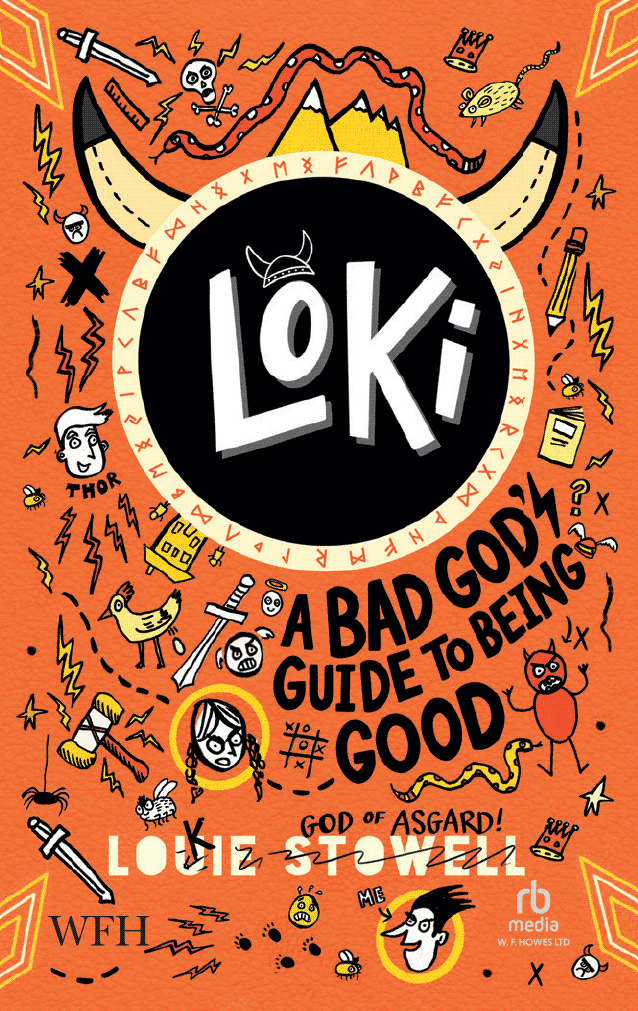 LOKi
THOR
A BAD GOD'S
GUIDE TO BEING
GOOD
GOD OF ASGARD!
K
LOUIE STOWELL
ME
WFH
rb
media
W. F. HOWES LTD